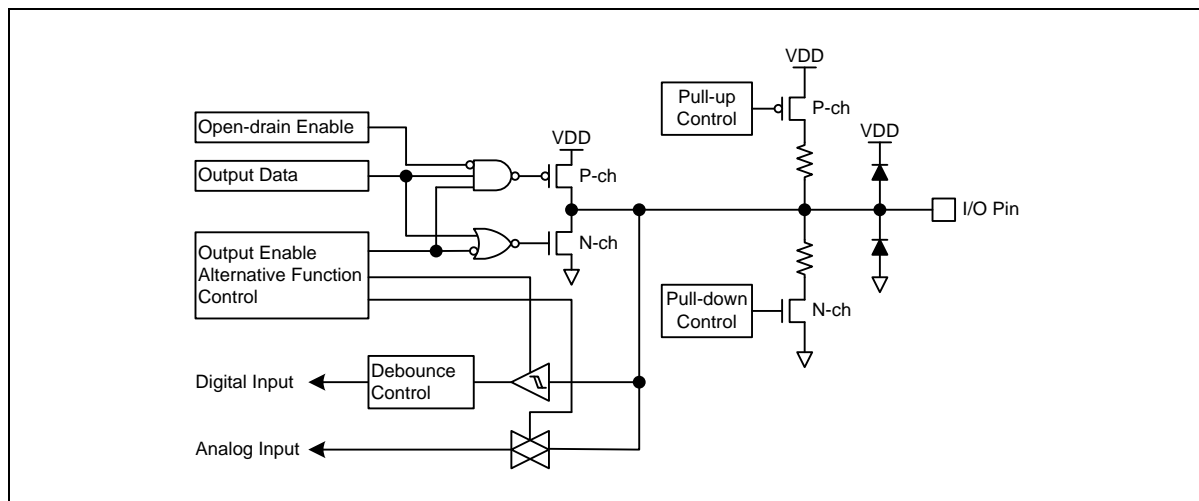 Open-drain Enable
Output Data
Output Enable
Alternative Function
Control
VDD
P-ch
N-ch
Digital Input
Debounce
Control
Analog Input
VDD
Pull-up
Control
P-ch
VDD
I/O Pin
Pull-down
Control
N-ch